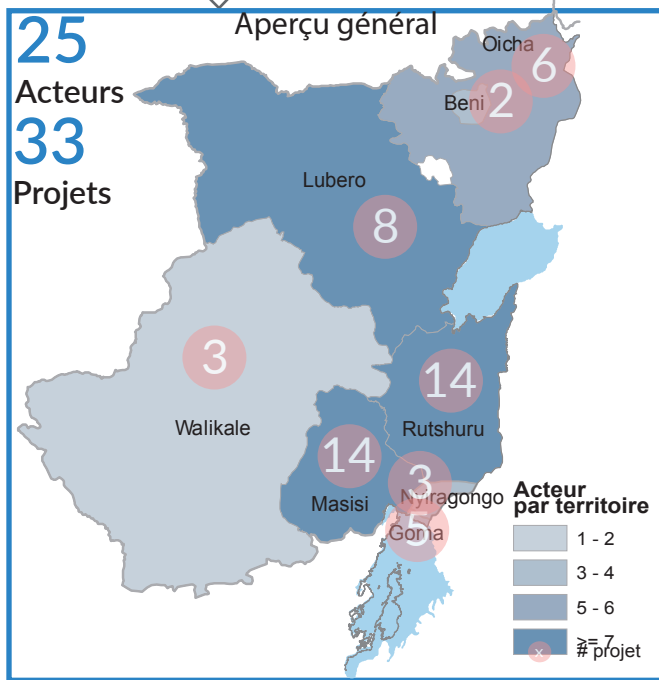 Aperçu général
25
Acteurs
33
Projets
Oicha
6
Beni
2
Lubero
8
3
Walikale
14
Rutshuru
14
Masisi
3
Nyiragongo
5
Goma
Acteur
par territoire
1 - 2
3 - 4
5 - 6
>= 7
x # projet